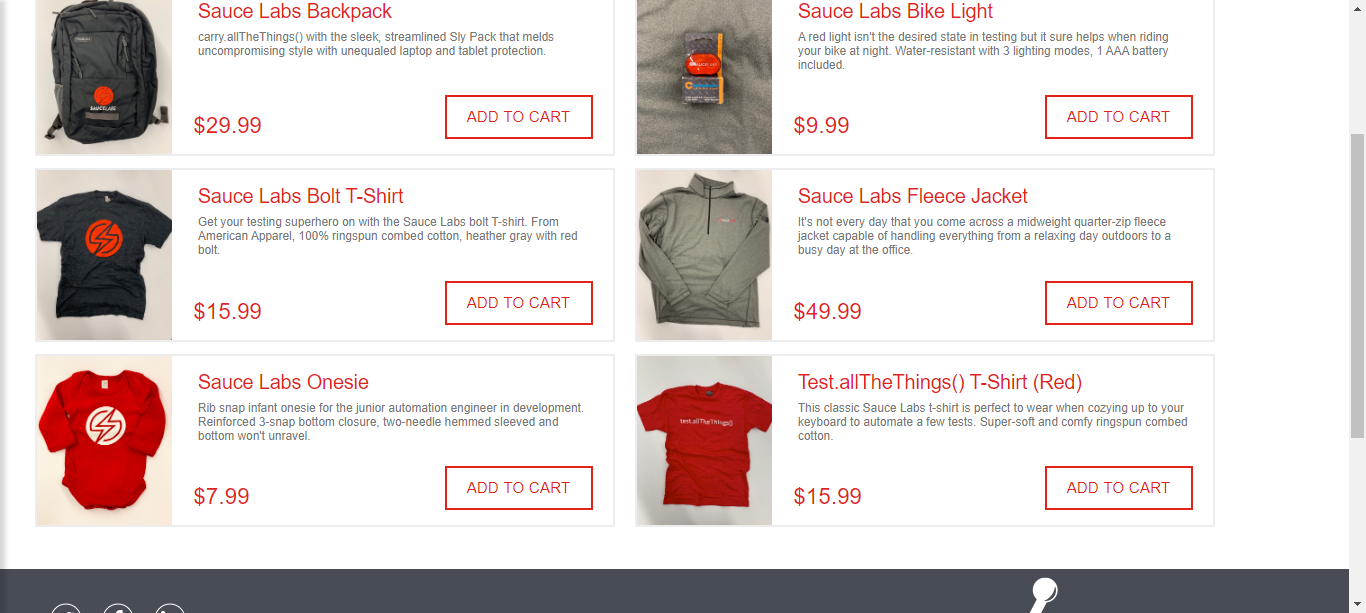 Sauce Labs Backpack
carry.allTheThings() with the sleek, streamlined Sly Pack that melds
uncompromising style with unequaled laptop and tablet protection.
SAUCELABS
$29.99
ADD TO CART
Sauce Labs Bike Light
A red light isn't the desired state in testing but it sure helps when riding
your bike at night. Water-resistant with 3 lighting modes, 1 AAA battery
included.
$9.99
ADD TO CART
Sauce Labs Bolt T-Shirt
Get your testing superhero on with the Sauce Labs bolt T-shirt. From
American Apparel, 100% ringspun combed cotton, heather gray with red
bolt.
$15.99
ADD TO CART
Sauce Labs Fleece Jacket
It's not every day that you come across a midweight quarter-zip fleece
jacket capable of handling everything from a relaxing day outdoors to a
busy day at the office.
$49.99
ADD TO CART
Sauce Labs Onesie
Rib snap infant onesie for the junior automation engineer in development.
Reinforced 3-snap bottom closure, two-needle hemmed sleeved and
bottom won't unravel.
$7.99
ADD TO CART
Test.allTheThings() T-Shirt (Red)
This classic Sauce Labs t-shirt is perfect to wear when cozying up to your
keyboard to automate a few tests. Super-soft and comfy ringspun combed
cotton.
test.allTheThings()
$15.99
ADD TO CART